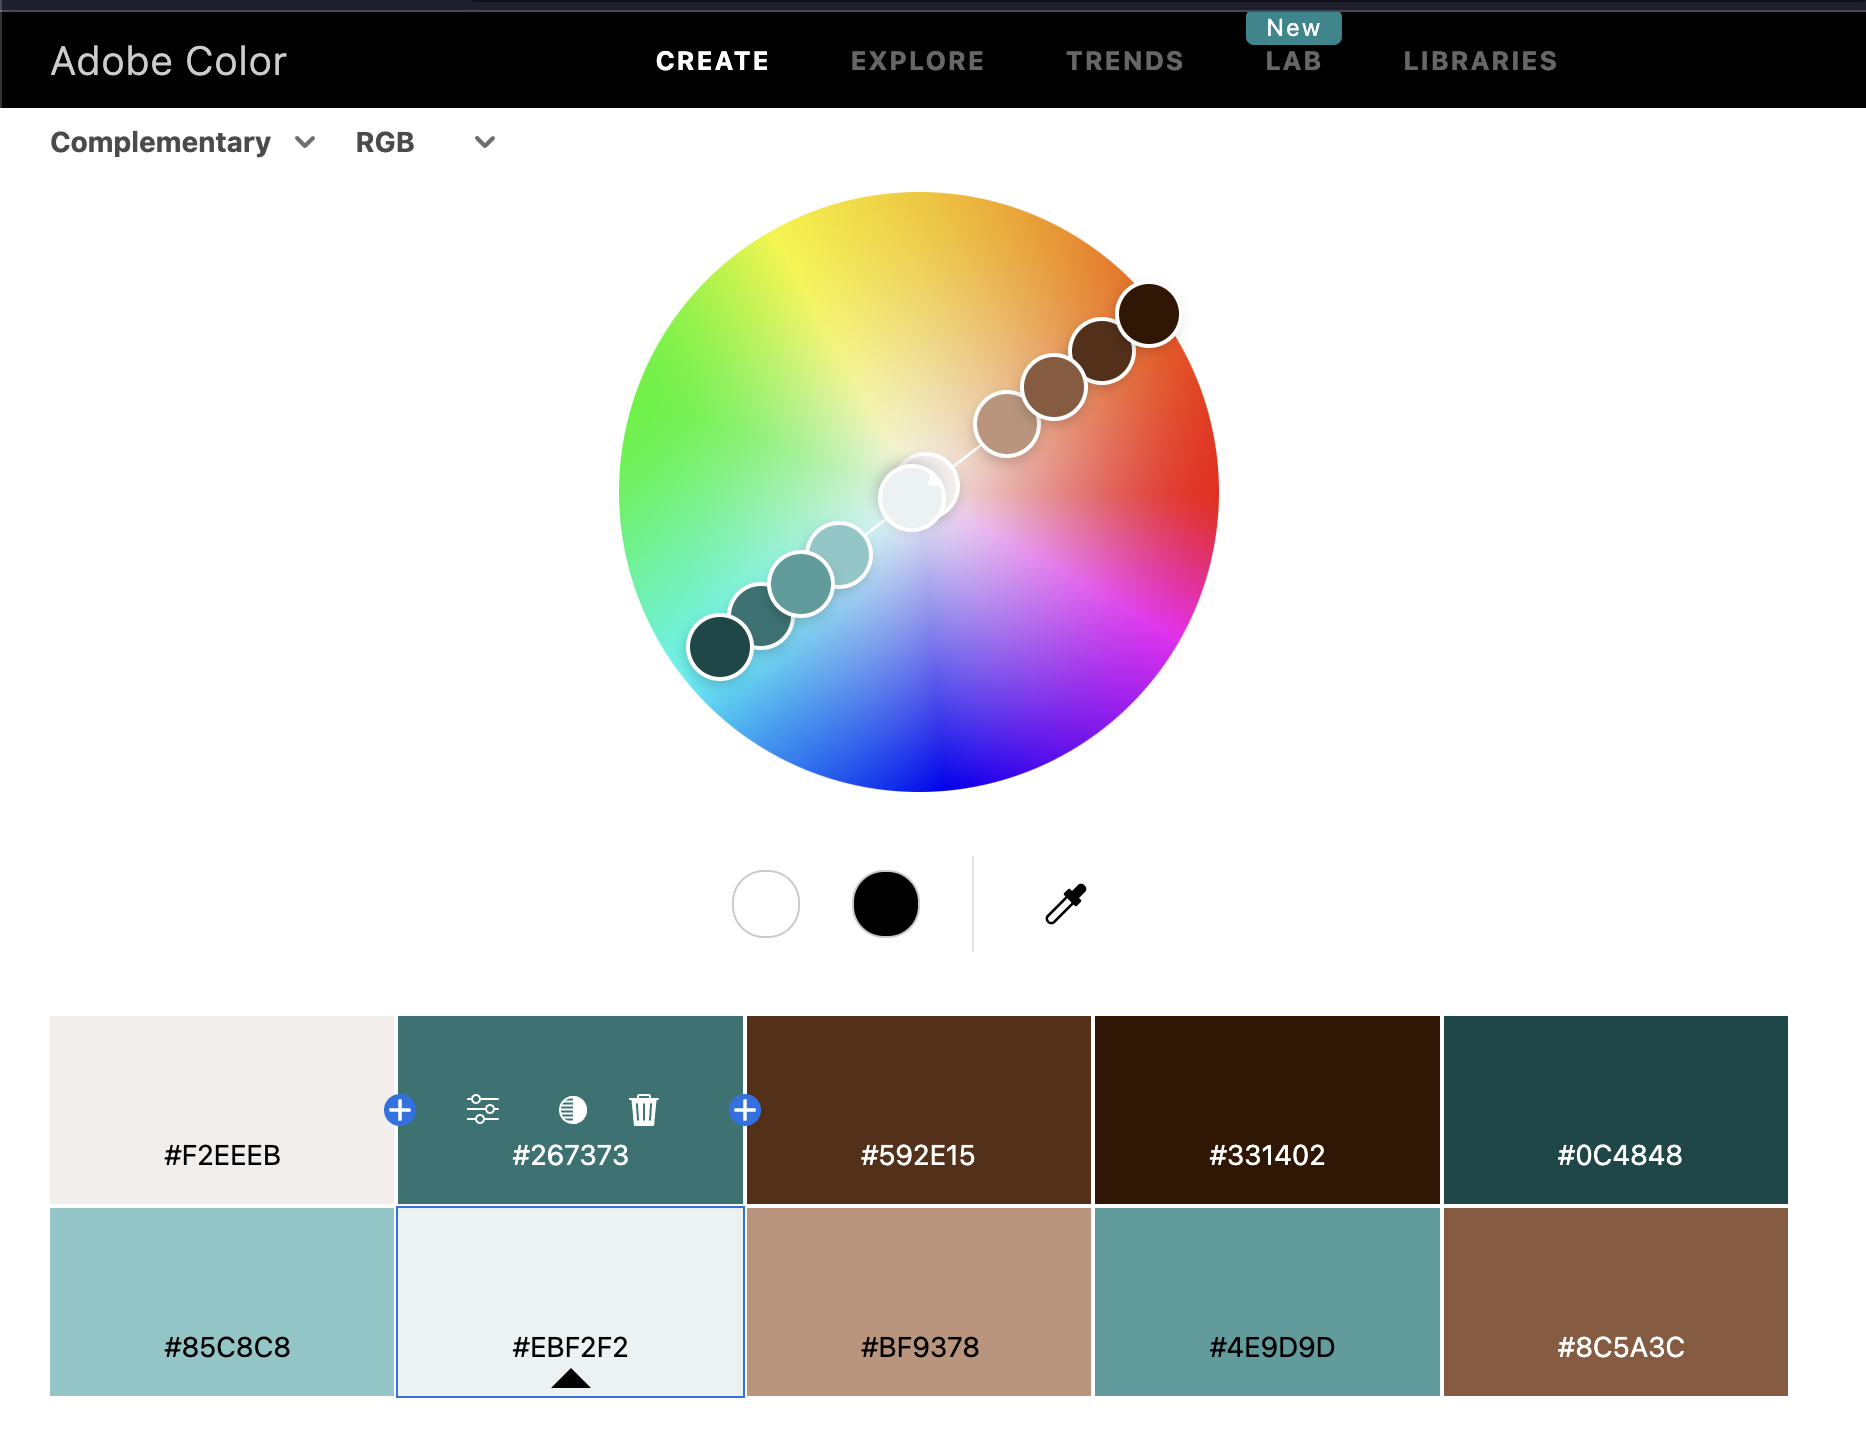 Adobe Color
CREATE
EXPLORE
TRENDS
New
LAB
LIBRARIES
Complementary
RGB
#F2EEEB
#267373
#592E15
#331402
#0C4848
#85C8C8
#EBF2F2
#BF9378
#4E9D9D
#8C5A3C